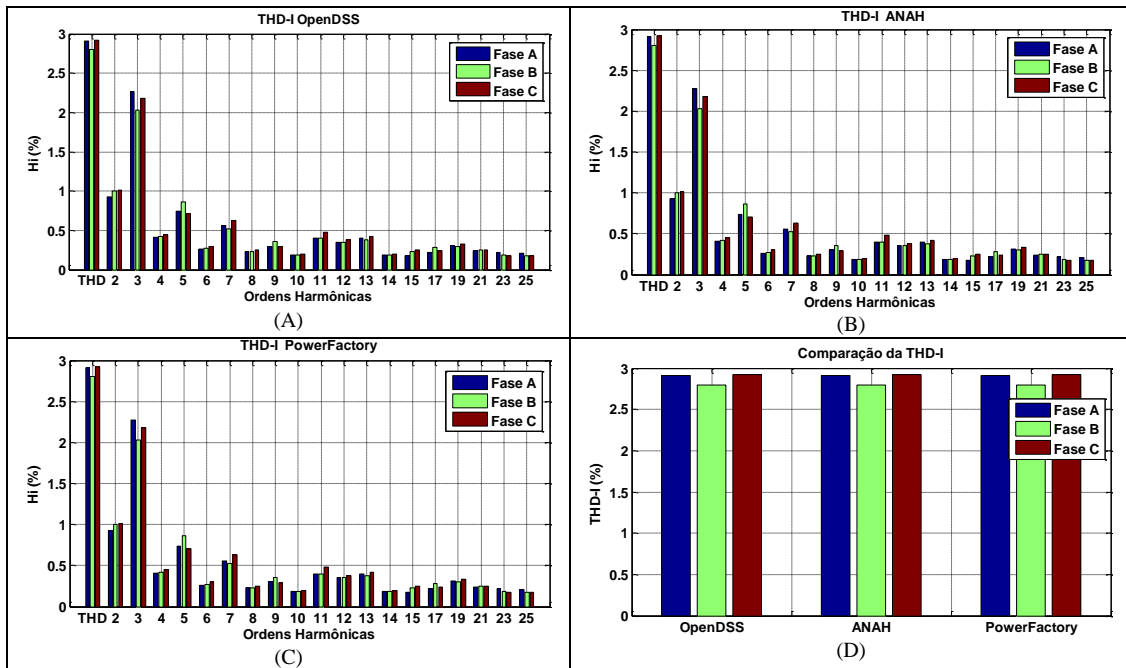 THD-I OpenDSS
3
2.5
2
1.5
1
0.5
0
Hi (%)
Fase A
Fase B
Fase C
THD 2 3 4 5 6 7 8 9 10 11 12 13 14 15 17 19 21 23 25
Ordens Harmônicas
(A)
THD-I ANAH
3
2.5
2
1.5
1
0.5
0
Hi (%)
Fase A
Fase B
Fase C
THD 2 3 4 5 6 7 8 9 10 11 12 13 14 15 17 19 21 23 25
Ordens Harmônicas
(B)
THD-I PowerFactory
3
2.5
2
1.5
1
0.5
0
Hi (%)
Fase A
Fase B
Fase C
THD 2 3 4 5 6 7 8 9 10 11 12 13 14 15 17 19 21 23 25
Ordens Harmônicas
(C)
Comparação da THD-I
3
2.5
2
1.5
1
0.5
0
THD-I (%)
Fase A
Fase B
Fase C
OpenDSS ANAH PowerFactory
(D)